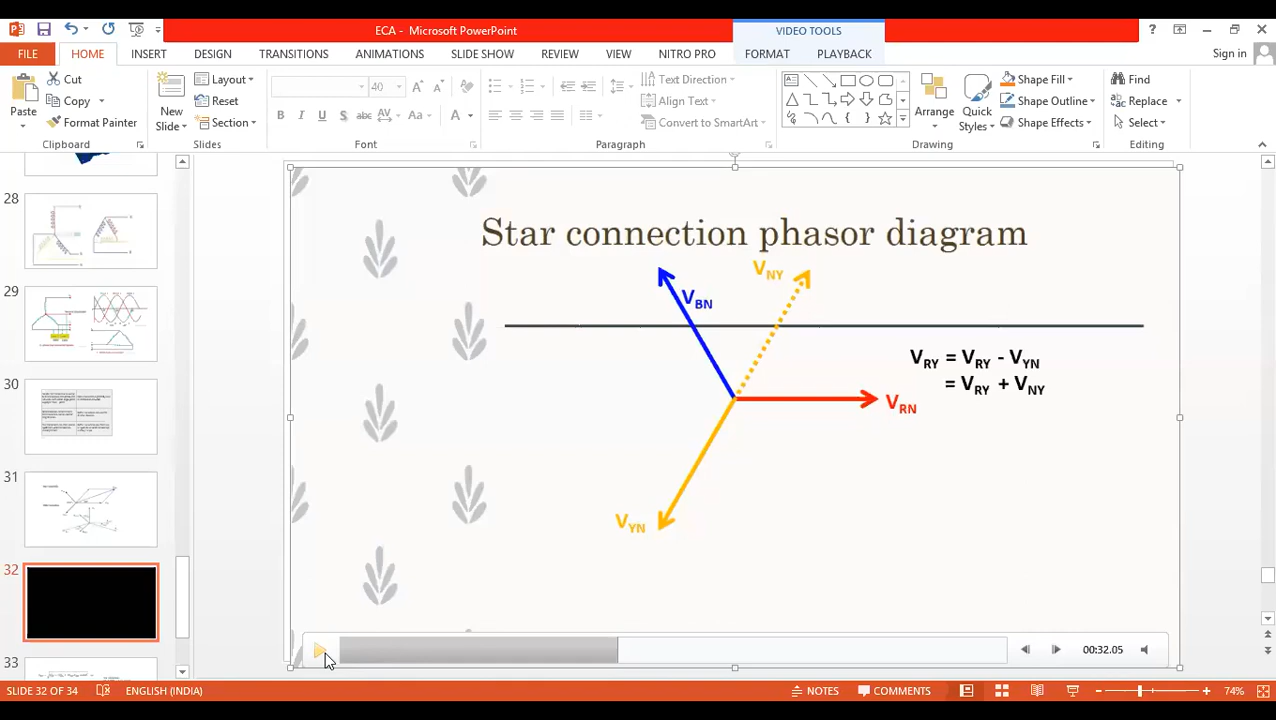 ECA - Microsoft PowerPoint
VIDEO TOOLS
?
FILE
HOME
INSERT
DESIGN
TRANSITIONS
ANIMATIONS
SLIDE SHOW
REVIEW
VIEW
NITRO PRO
FORMAT
PLAYBACK
Sign in
Paste
Cut
Copy
Format Painter
New
Slide
Layout
Reset
Section
40
B I U S abc AV Aa A
Text Direction
Align Text
Convert to SmartArt
Arrange
Quick
Styles
Shape Fill
Shape Outline
Shape Effects
Find
Replace
Select
Clipboard
Slides
Font
Paragraph
Drawing
Editing
28
29
30
31
32
33
Star connection phasor diagram
VNY
VBN
VRY = VRY - VYN
= VRY + VNY
VRN
VYN
00:32.05
SLIDE 32 OF 34
ENGLISH (INDIA)
NOTES
COMMENTS
74%